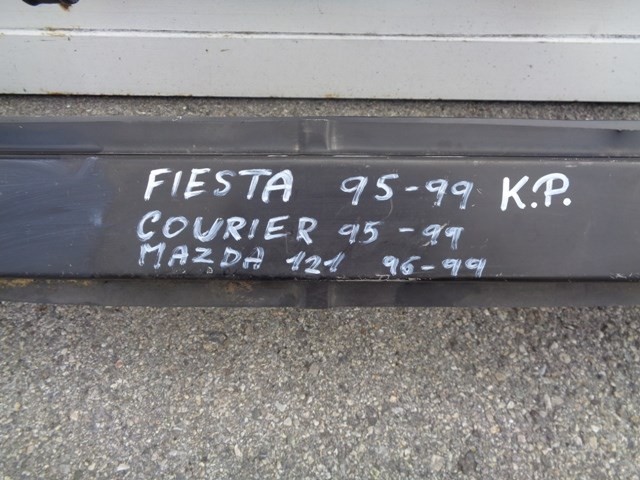 FIESTA 95-99 K.P.
COURIER 95-99
MAZDA 121 96-99